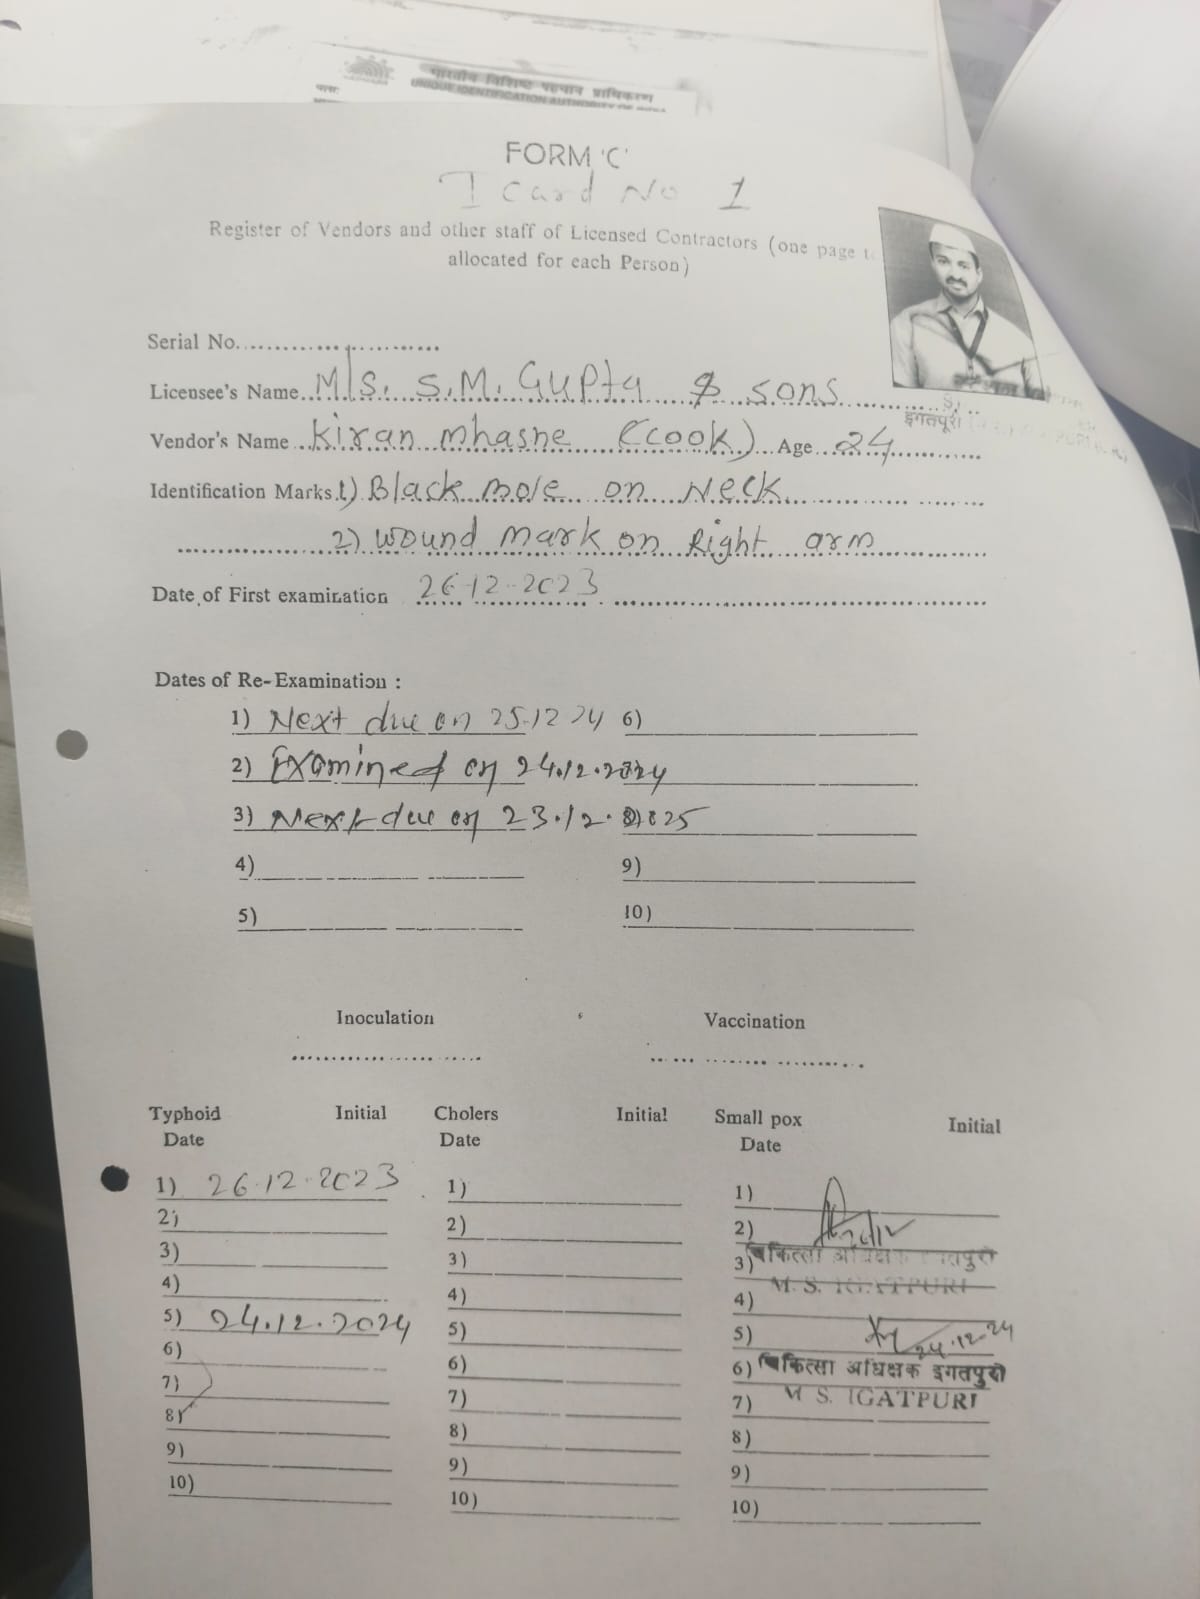 भारतीय विशिष्ट पहचान प्राधिकरण
UNIQUE IDENTIFICATION AUTHORITY OF INDIA
FORM 'C'
I Card No 1
Register of Vendors and other staff of Licensed Contractors (one page to
allocated for each Person)
Serial No.
Licensee's Name M/s. S.M. Gupta & sons
इगतपुरी
Vendor's Name Kiran Mhasne (Cook) Age 24
Identification Marks 1) Black mole on Neck
2) Wound mark on Right arm
Date of First examination 26-12-2023
Dates of Re-Examination :
1) Next due on 25.12 24 6)
2) Examined on 24.12.2024
3) Next due on 23.12.2025
4) 9)
5) 10)
Inoculation Vaccination
Typhoid Initial Cholers Initial Small pox Initial
Date Date Date
1) 26.12.2023 1) 1)
2) 2) 2)
3) 3) 3) चिकित्सा अधिक्षक इगतपुरी
M. S. IGATPURI
4) 4) 4)
5) 24.12.2024 5) 5) 24.12.24
6) 6) 6) चिकित्सा अधिक्षक इगतपुरी
7) 7) 7) M S. IGATPURI
8) 8) 8)
9) 9) 9)
10) 10) 10)